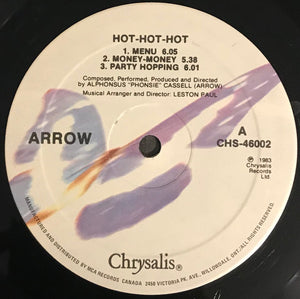 HOT-HOT-HOT
1. MENU 6.05
2. MONEY-MONEY 5.38
3. PARTY HOPPING 6.01
Composed, Performed, Produced and Directed
by ALPHONSUS "PHONSIE" CASSELL (ARROW)
Musical Arranger and Director: LESTON PAUL
ARROW
A
CHS-46002
℗ 1983
Chrysalis
Records
Ltd.
Chrysalis®
MANUFACTURED AND DISTRIBUTED BY MCA RECORDS CANADA 2450 VICTORIA PK. AVE., WILLOWDALE, ONT./ALL RIGHTS RESERVED.